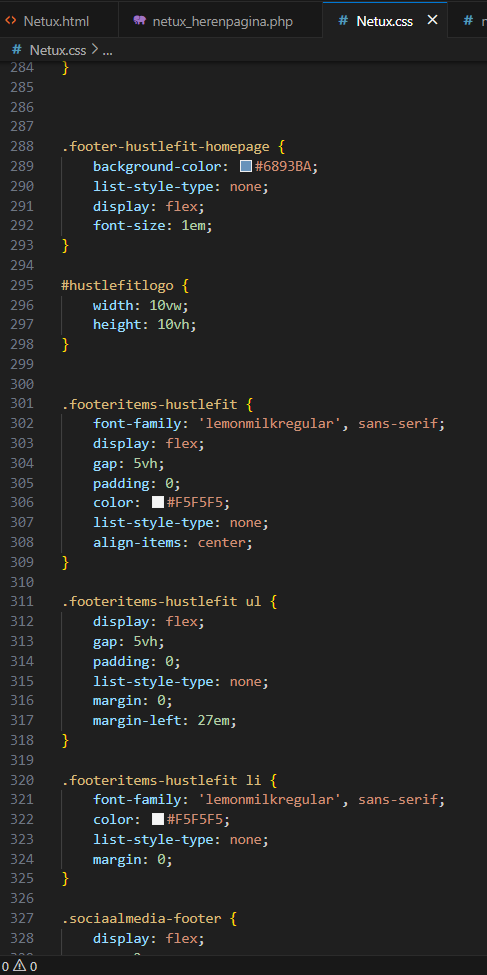 Netux.html netux_herenpagina.php # Netux.css ✕ #
# Netux.css > ...
284 }
285
286
287
288 .footer-hustlefit-homepage {
289 background-color: #6893BA;
290 list-style-type: none;
291 display: flex;
292 font-size: 1em;
293 }
294
295 #hustlefitlogo {
296 width: 10vw;
297 height: 10vh;
298 }
299
300
301 .footeritems-hustlefit {
302 font-family: 'lemonmilkregular', sans-serif;
303 display: flex;
304 gap: 5vh;
305 padding: 0;
306 color: #F5F5F5;
307 list-style-type: none;
308 align-items: center;
309 }
310
311 .footeritems-hustlefit ul {
312 display: flex;
313 gap: 5vh;
314 padding: 0;
315 list-style-type: none;
316 margin: 0;
317 margin-left: 27em;
318 }
319
320 .footeritems-hustlefit li {
321 font-family: 'lemonmilkregular', sans-serif;
322 color: #F5F5F5;
323 list-style-type: none;
324 margin: 0;
325 }
326
327 .sociaalmedia-footer {
328 display: flex;
0 0